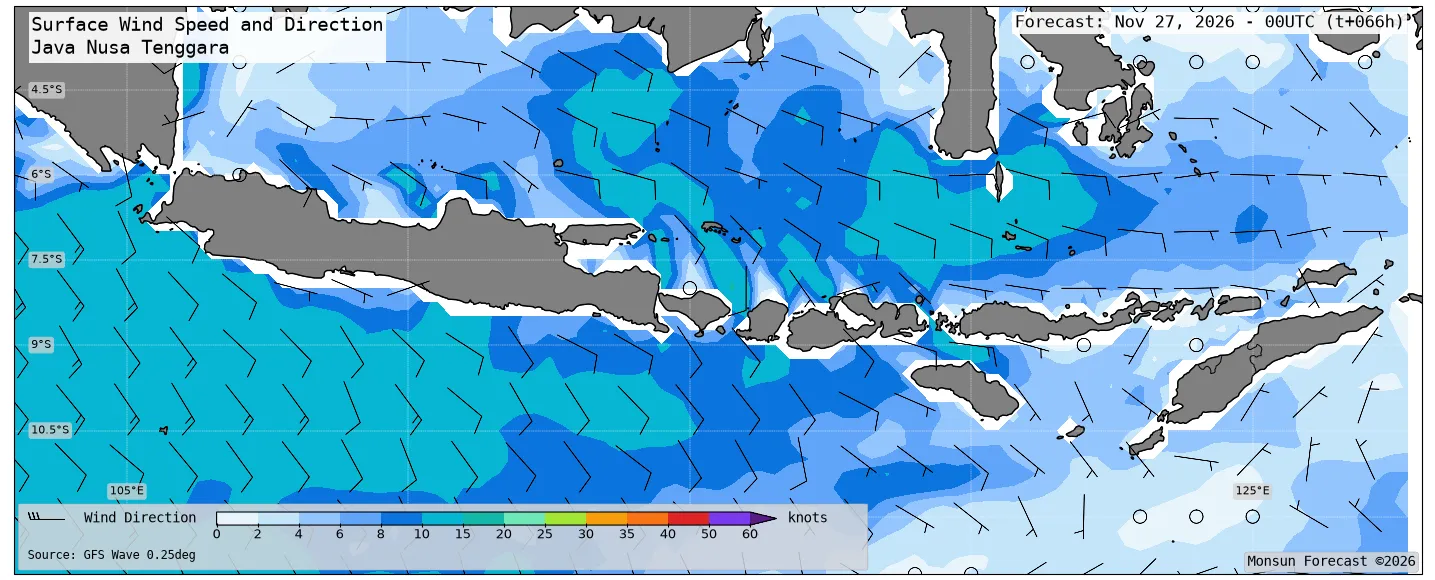 Surface Wind Speed and Direction
Java Nusa Tenggara
Forecast: Nov 27, 2026 - 00UTC (t+066h)
4.5°S
6°S
7.5°S
9°S
10.5°S
105°E
125°E
Wind Direction
0 2 4 6 8 10 15 20 25 30 35 40 50 60
knots
Source: GFS Wave 0.25deg
Monsun Forecast ©2026